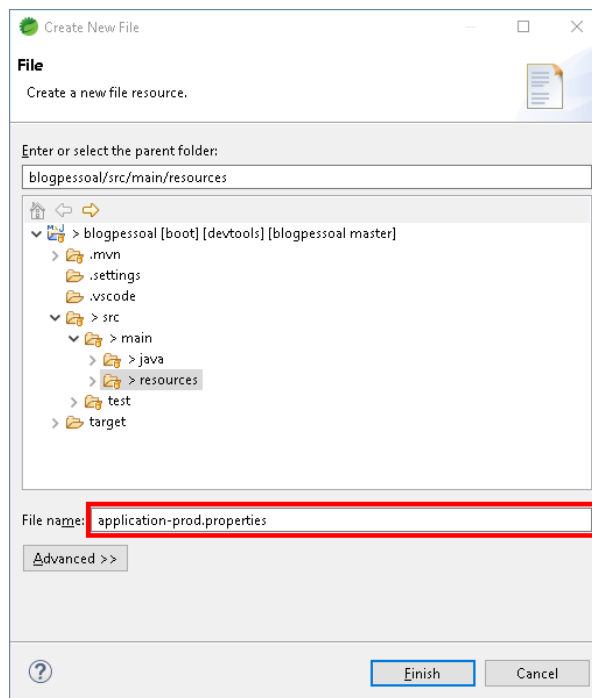 Create New File
File
Create a new file resource.
Enter or select the parent folder:
blogpessoal/src/main/resources
> blogpessoal [boot] [devtools] [blogpessoal master]
> .mvn
.settings
.vscode
> src
> main
> > java
> > resources
> test
> target
File name: application-prod.properties
Advanced >>
?
Finish
Cancel